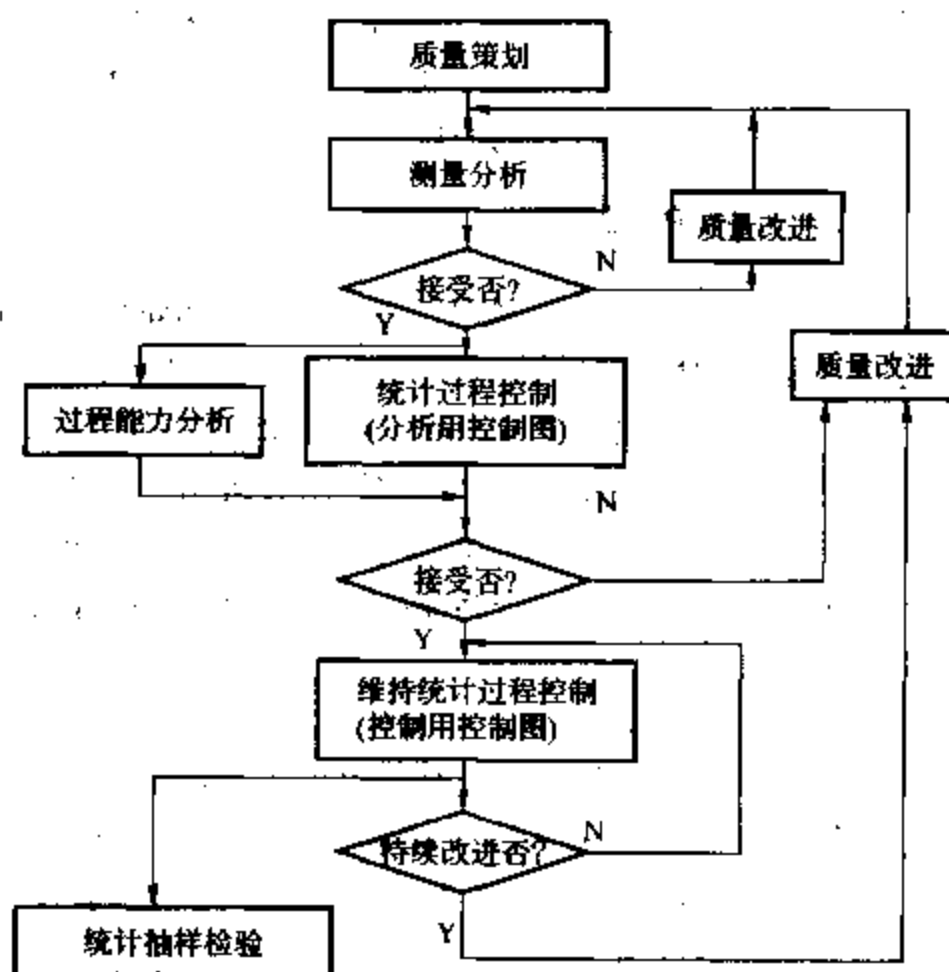 质量策划
测量分析
质量改进
N
接受否?
Y
质量改进
统计过程控制
(分析用控制图)
过程能力分析
N
接受否?
Y
维持统计过程控制
(控制用控制图)
N
持续改进否?
Y
统计抽样检验